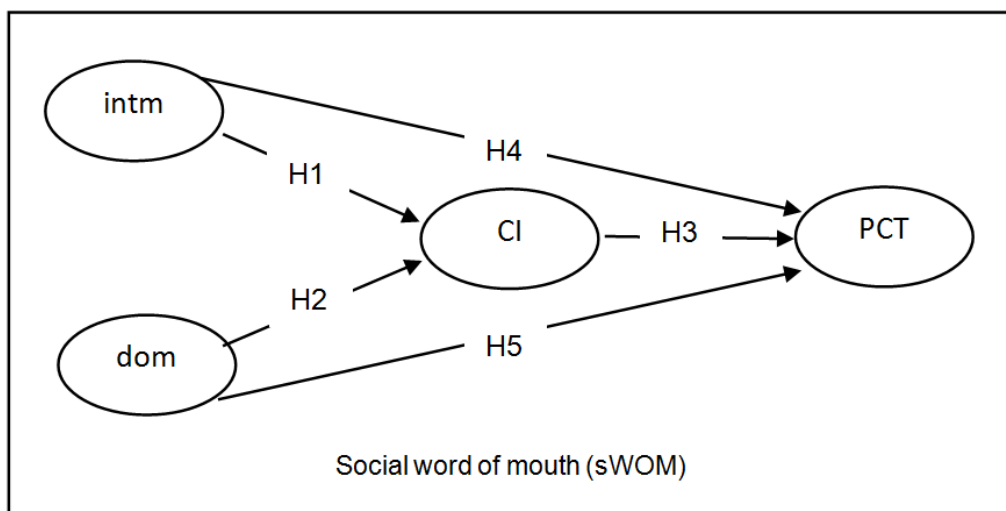 intm
H4
H1
CI
H3
PCT
H2
dom
H5
Social word of mouth (sWOM)